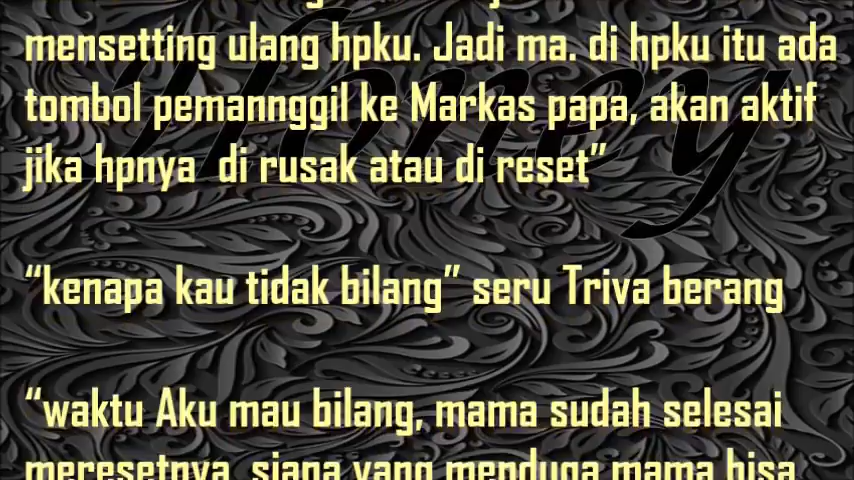 mensetting ulang hpku. Jadi ma. di hpku itu ada
tombol pemannggil ke Markas papa, akan aktif
jika hpnya di rusak atau di reset”
“kenapa kau tidak bilang” seru Triva berang
“waktu Aku mau bilang, mama sudah selesai
meresetnya, siapa yang menduga mama bisa
Honey